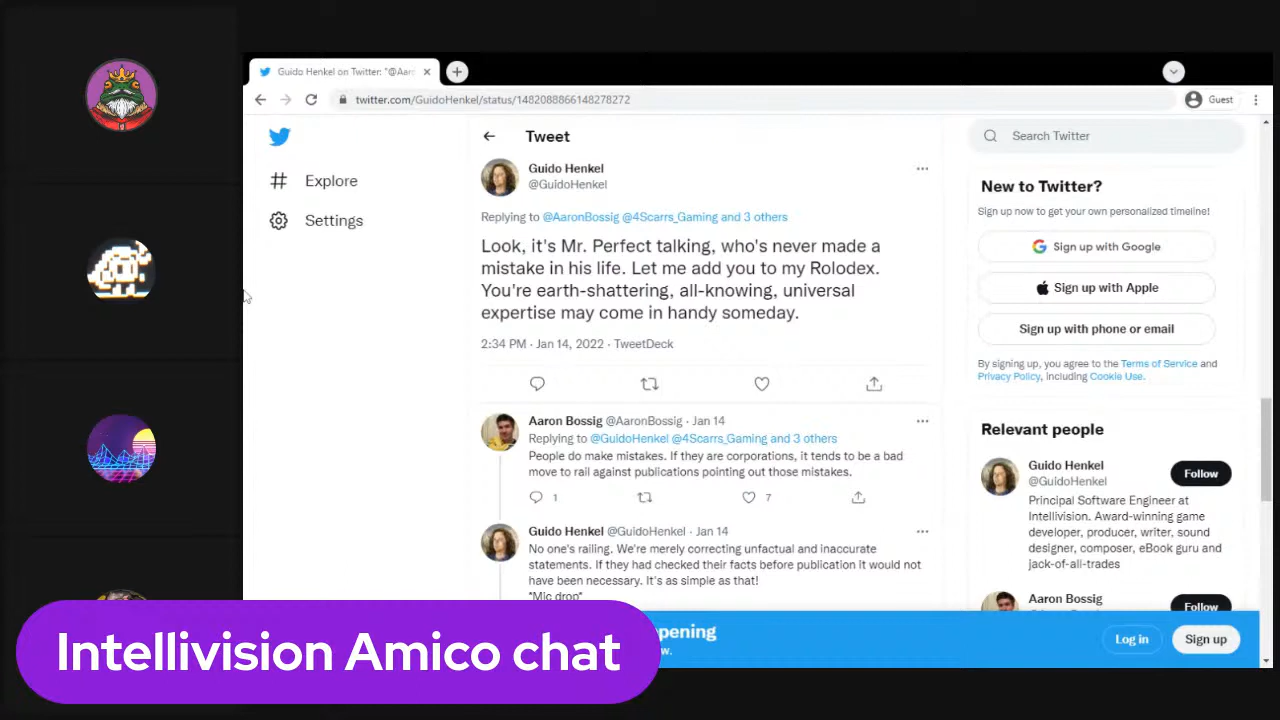 Guido Henkel on Twitter: "@Aaro
twitter.com/GuidoHenkel/status/1482088866148278272
Guest
Explore
Settings
Tweet
Guido Henkel
@GuidoHenkel
Replying to @AaronBossig @4Scarrs_Gaming and 3 others
Look, it's Mr. Perfect talking, who's never made a
mistake in his life. Let me add you to my Rolodex.
You're earth-shattering, all-knowing, universal
expertise may come in handy someday.
2:34 PM · Jan 14, 2022 · TweetDeck
Aaron Bossig @AaronBossig · Jan 14
Replying to @GuidoHenkel @4Scarrs_Gaming and 3 others
People do make mistakes. If they are corporations, it tends to be a bad
move to rail against publications pointing out those mistakes.
1
7
Guido Henkel @GuidoHenkel · Jan 14
No one's railing. We're merely correcting unfactual and inaccurate
statements. If they had checked their facts before publication it would not
have been necessary. It's as simple as that!
*Mic drop*
Search Twitter
New to Twitter?
Sign up now to get your own personalized timeline!
Sign up with Google
Sign up with Apple
Sign up with phone or email
By signing up, you agree to the Terms of Service and
Privacy Policy, including Cookie Use.
Relevant people
Guido Henkel
@GuidoHenkel
Follow
Principal Software Engineer at
Intellivision. Award-winning game
developer, producer, writer, sound
designer, composer, eBook guru and
jack-of-all-trades
Aaron Bossig
Follow
pening
w.
Log in
Sign up
Intellivision Amico chat